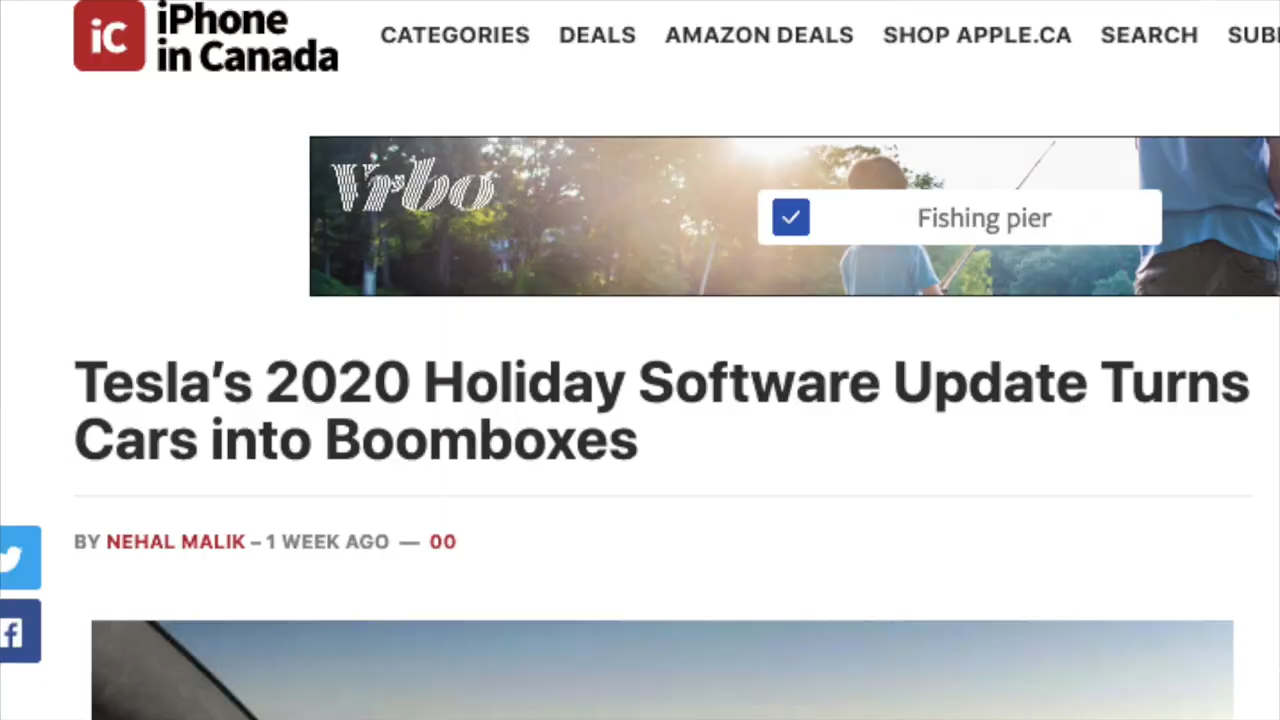 iC
iPhone
in Canada
CATEGORIES DEALS AMAZON DEALS SHOP APPLE.CA SEARCH
Vrbo
Fishing pier
Tesla’s 2020 Holiday Software Update Turns
Cars into Boomboxes
BY NEHAL MALIK – 1 WEEK AGO — 00